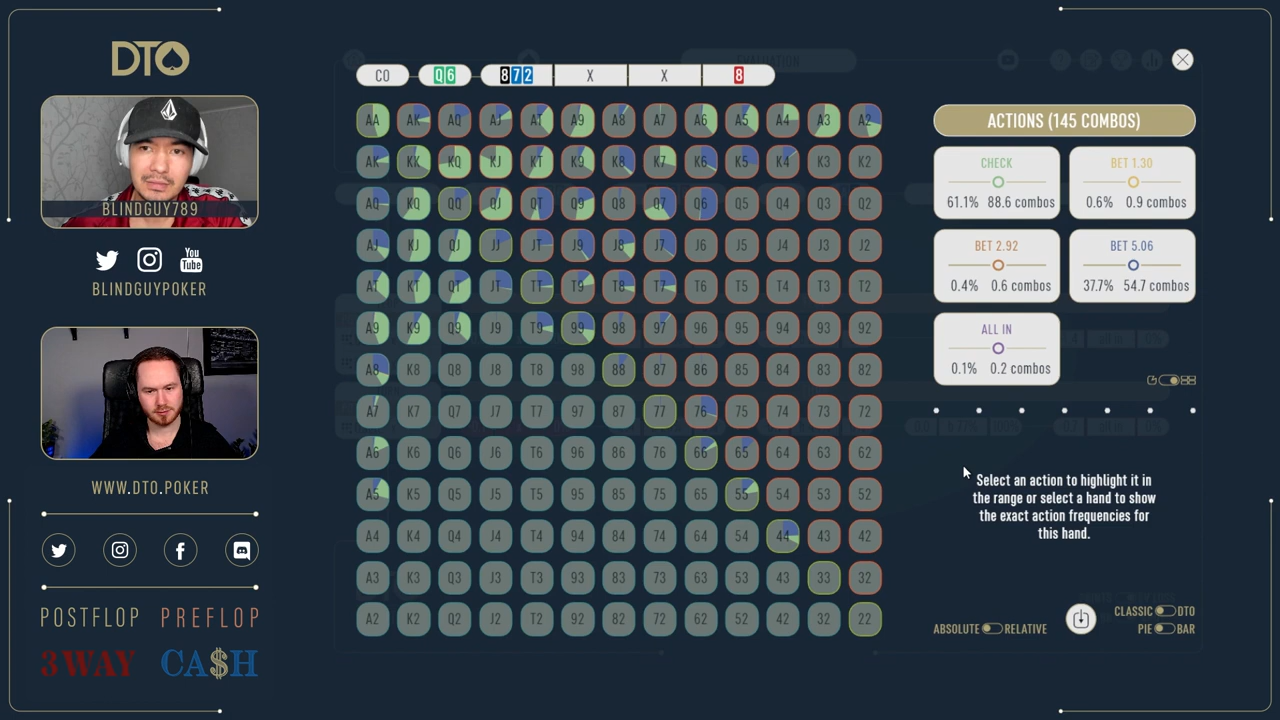 DTO
BLINDGUY789
BLINDGUYPOKER
WWW.DTO.POKER
POSTFLOP PREFLOP
3WAY CA$H
CO Q6 872 X X 8
AA AK AQ AJ AT A9 A8 A7 A6 A5 A4 A3 A2
AK KK KQ KJ KT K9 K8 K7 K6 K5 K4 K3 K2
AQ KQ QQ QJ QT Q9 Q8 Q7 Q6 Q5 Q4 Q3 Q2
AJ KJ QJ JJ JT J9 J8 J7 J6 J5 J4 J3 J2
AT KT QT JT TT T9 T8 T7 T6 T5 T4 T3 T2
A9 K9 Q9 J9 T9 99 98 97 96 95 94 93 92
A8 K8 Q8 J8 T8 98 88 87 86 85 84 83 82
A7 K7 Q7 J7 T7 97 87 77 76 75 74 73 72
A6 K6 Q6 J6 T6 96 86 76 66 65 64 63 62
A5 K5 Q5 J5 T5 95 85 75 65 55 54 53 52
A4 K4 Q4 J4 T4 94 84 74 64 54 44 43 42
A3 K3 Q3 J3 T3 93 83 73 63 53 43 33 32
A2 K2 Q2 J2 T2 92 82 72 62 52 42 32 22
ACTIONS (145 COMBOS)
CHECK
61.1% 88.6 combos
BET 1.30
0.6% 0.9 combos
BET 2.92
0.4% 0.6 combos
BET 5.06
37.7% 54.7 combos
ALL IN
0.1% 0.2 combos
Select an action to highlight it in
the range or select a hand to show
the exact action frequencies for
this hand.
ABSOLUTE RELATIVE
CLASSIC DTO
PIE BAR